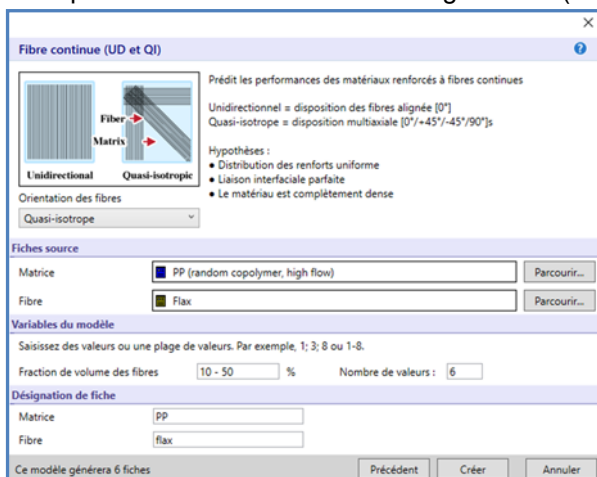 Fibre continue (UD et QI)
Prédit les performances des matériaux renforcés à fibres continues
Unidirectionnel = disposition des fibres alignée [0°]
Quasi-isotrope = disposition multiaxiale [0°/+45°/-45°/90°]s
Hypothèses :
● Distribution des renforts uniforme
● Liaison interfaciale parfaite
● Le matériau est complètement dense
Fiber
Matrix
Unidirectional Quasi-isotropic
Orientation des fibres
Quasi-isotrope
Fiches source
Matrice PP (random copolymer, high flow) Parcourir...
Fibre Flax Parcourir...
Variables du modèle
Saisissez des valeurs ou une plage de valeurs. Par exemple, 1; 3; 8 ou 1-8.
Fraction de volume des fibres 10 - 50 % Nombre de valeurs : 6
Désignation de fiche
Matrice PP
Fibre flax
Ce modèle générera 6 fiches Précédent Créer Annuler